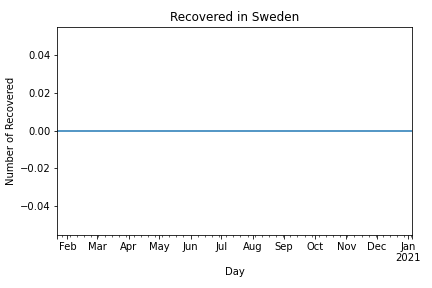 Recovered in Sweden
Number of Recovered
0.04
0.02
0.00
−0.02
−0.04
Feb Mar Apr May Jun Jul Aug Sep Oct Nov Dec Jan
2021
Day